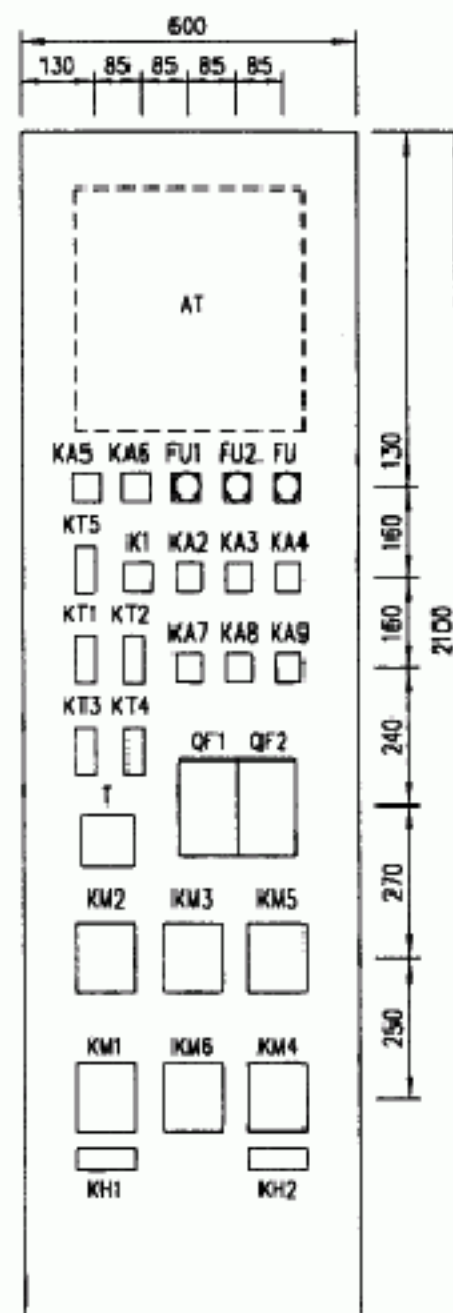 600
130 85 85 85 85
AT
KA5 KA6 FU1 FU2 FU
130
KT5
160
K1 KA2 KA3 KA4
KT1 KT2
KA7 KA8 KA9
160
2100
KT3 KT4
240
QF1 QF2
T
270
KM2 KM3 KM5
250
KM1 KM6 KM4
KH1 KH2